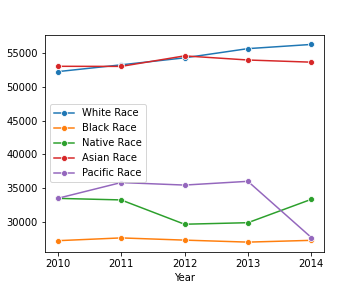 55000
50000
45000
40000
35000
30000
White Race
Black Race
Native Race
Asian Race
Pacific Race
2010 2011 2012 2013 2014
Year